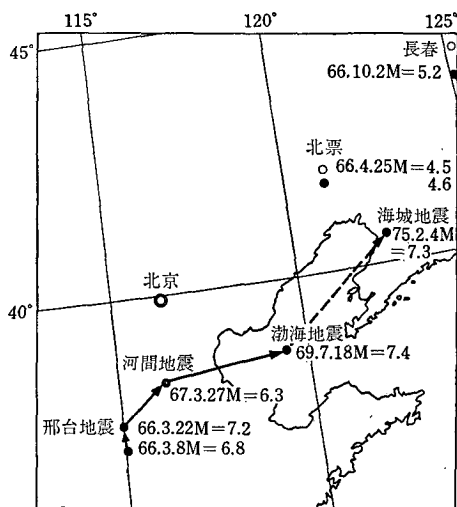 115°
120°
125°
45°
長春
66.10.2M=5.2
北票
66.4.25M=4.5
4.6
海城地震
75.2.4M
=7.3
北京
40°
渤海地震
69.7.18M=7.4
河間地震
67.3.27M=6.3
邢台地震
66.3.22M=7.2
66.3.8M=6.8